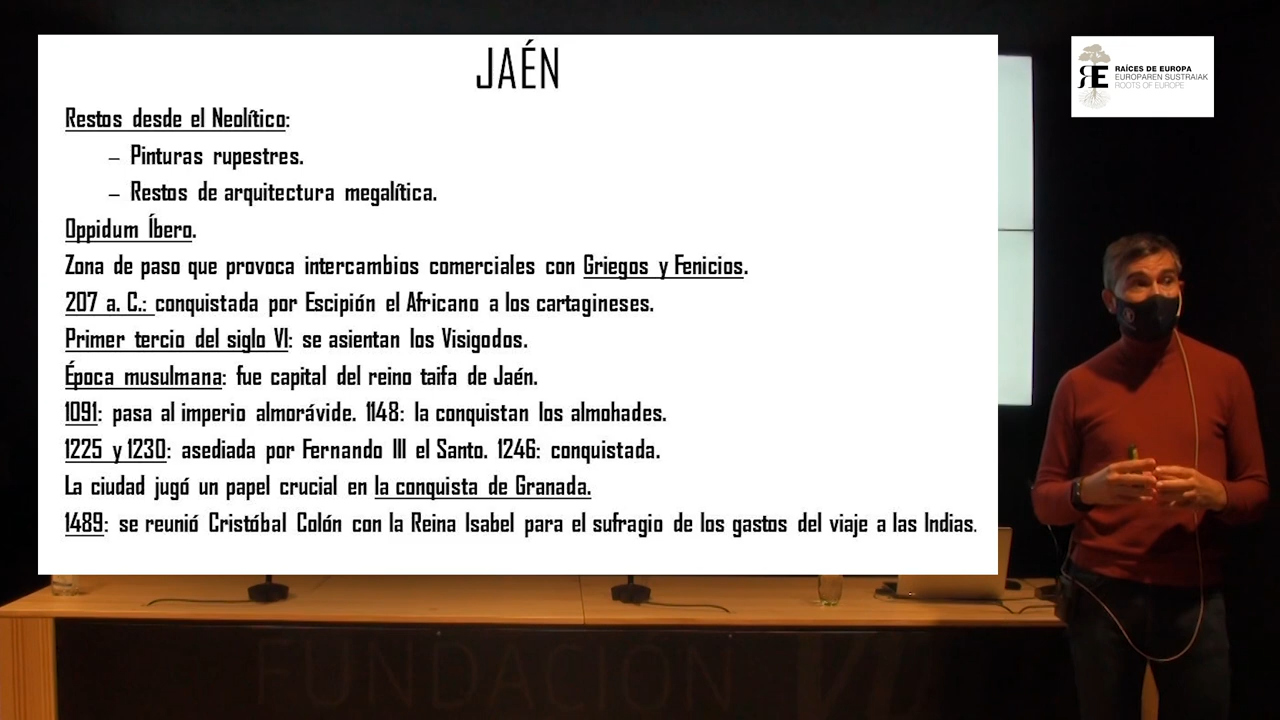 JAÉN
Restos desde el Neolítico:
– Pinturas rupestres.
– Restos de arquitectura megalítica.
Oppidum Íbero.
Zona de paso que provoca intercambios comerciales con Griegos y Fenicios.
207 a. C.: conquistada por Escipión el Africano a los cartagineses.
Primer tercio del siglo VI: se asientan los Visigodos.
Época musulmana: fue capital del reino taifa de Jaén.
1091: pasa al imperio almorávide. 1148: la conquistan los almohades.
1225 y 1230: asediada por Fernando III el Santo. 1246: conquistada.
La ciudad jugó un papel crucial en la conquista de Granada.
1489: se reunió Cristóbal Colón con la Reina Isabel para el sufragio de los gastos del viaje a las Indias.
RE
RAÍCES DE EUROPA
EUROPAREN SUSTRAIAK
ROOTS OF EUROPE
FUNDACION